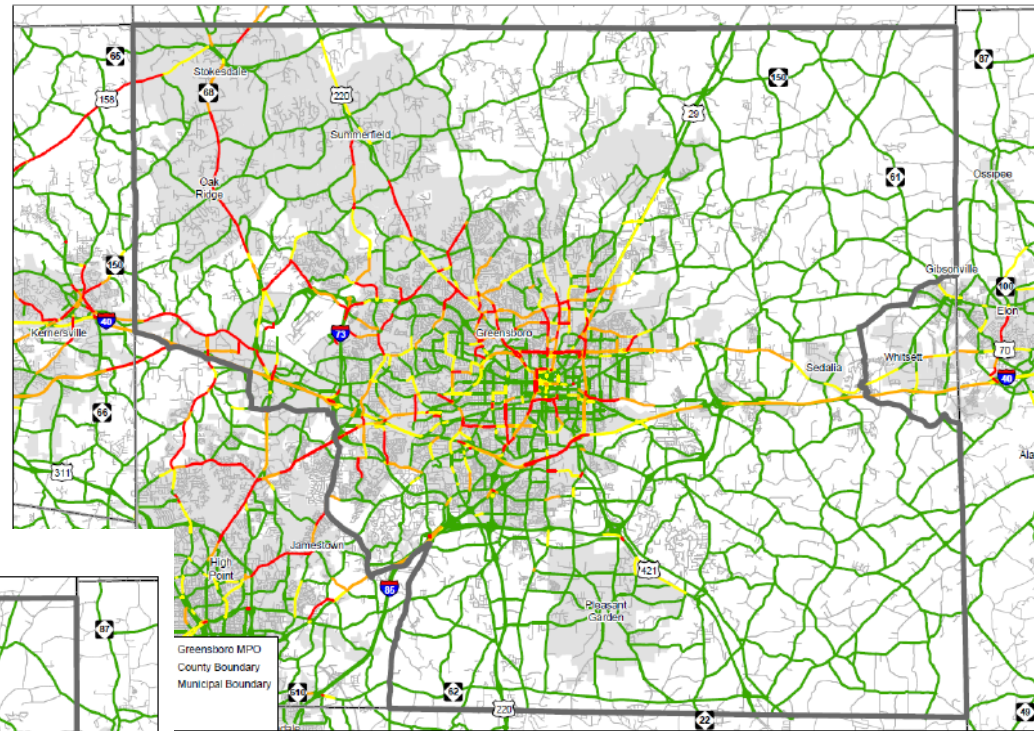 65
87
Stokesdale
150
158
68
220
29
Summerfield
Oak
Ridge
61
Ossipee
150
Gibsonville
100
Kernersville
40
73
Greensboro
Elon
70
Sedalia
Whitsett
40
66
311
Jamestown
High
Point
421
85
Pleasant
Garden
87
Greensboro MPO
County Boundary
Municipal Boundary
610
62
220
22
49